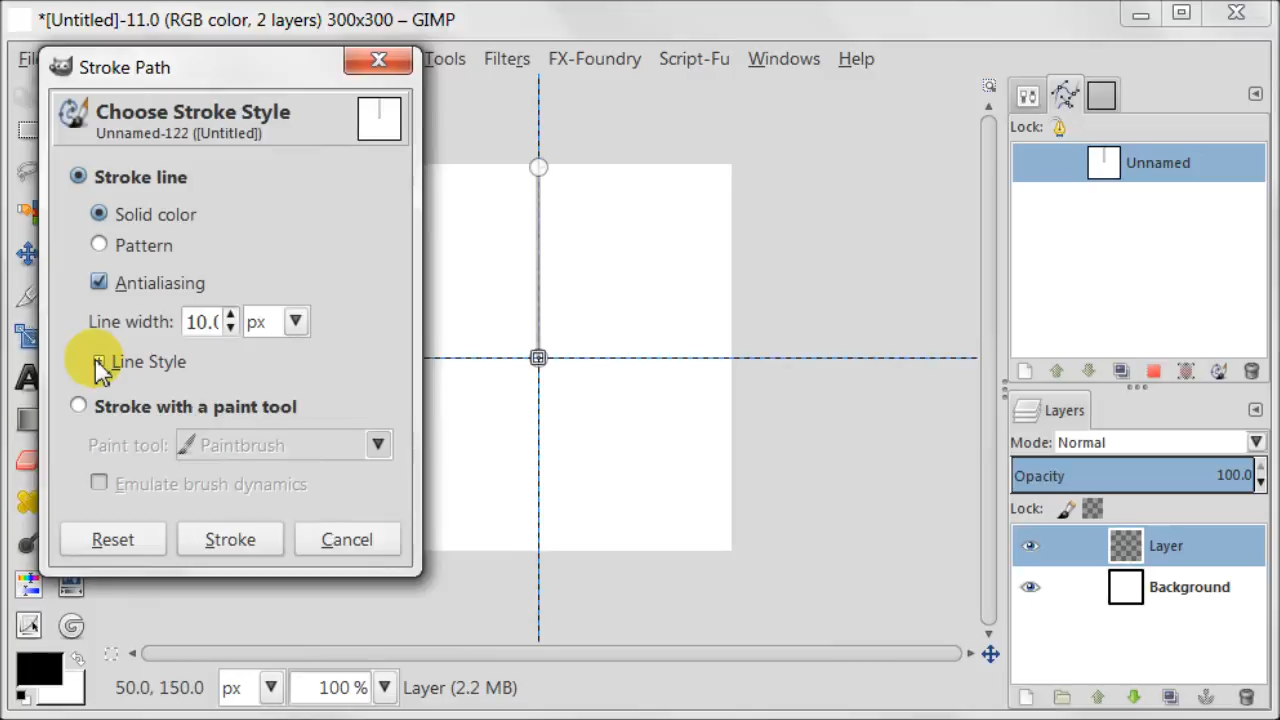 *[Untitled]-11.0 (RGB color, 2 layers) 300x300 – GIMP
Tools Filters FX-Foundry Script-Fu Windows Help
Stroke Path
Choose Stroke Style
Unnamed-122 ([Untitled])
Stroke line
Solid color
Pattern
Antialiasing
Line width: 10.0 px
Line Style
Stroke with a paint tool
Paint tool: Paintbrush
Emulate brush dynamics
Reset Stroke Cancel
Lock:
Unnamed
Layers
Mode: Normal
Opacity 100.0
Lock:
Layer
Background
50.0, 150.0 px 100 % Layer (2.2 MB)